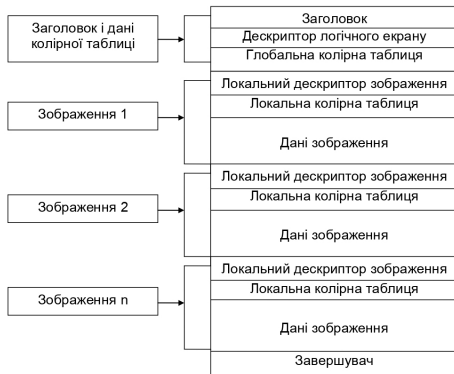 Заголовок і дані
колірної таблиці
Заголовок
Дескриптор логічного екрану
Глобальна колірна таблиця
Зображення 1
Локальний дескриптор зображення
Локальна колірна таблиця
Дані зображення
Зображення 2
Локальний дескриптор зображення
Локальна колірна таблиця
Дані зображення
Зображення n
Локальний дескриптор зображення
Локальна колірна таблиця
Дані зображення
Завершувач